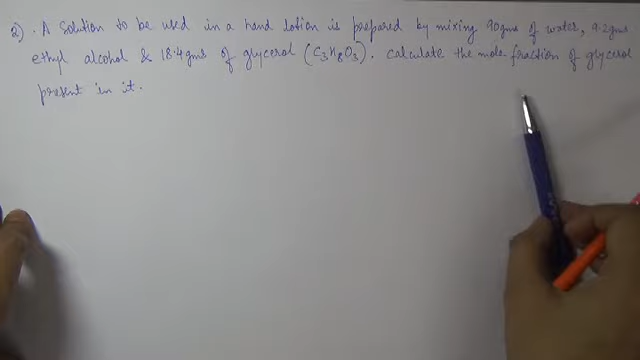 2) . A Solution to be used in a hand lotion is prepared by mixing 90gms of water, 9.2gms
ethyl alcohol & 18.4gms of glycerol (C3H8O3). Calculate the mole fraction of glycerol
present in it.